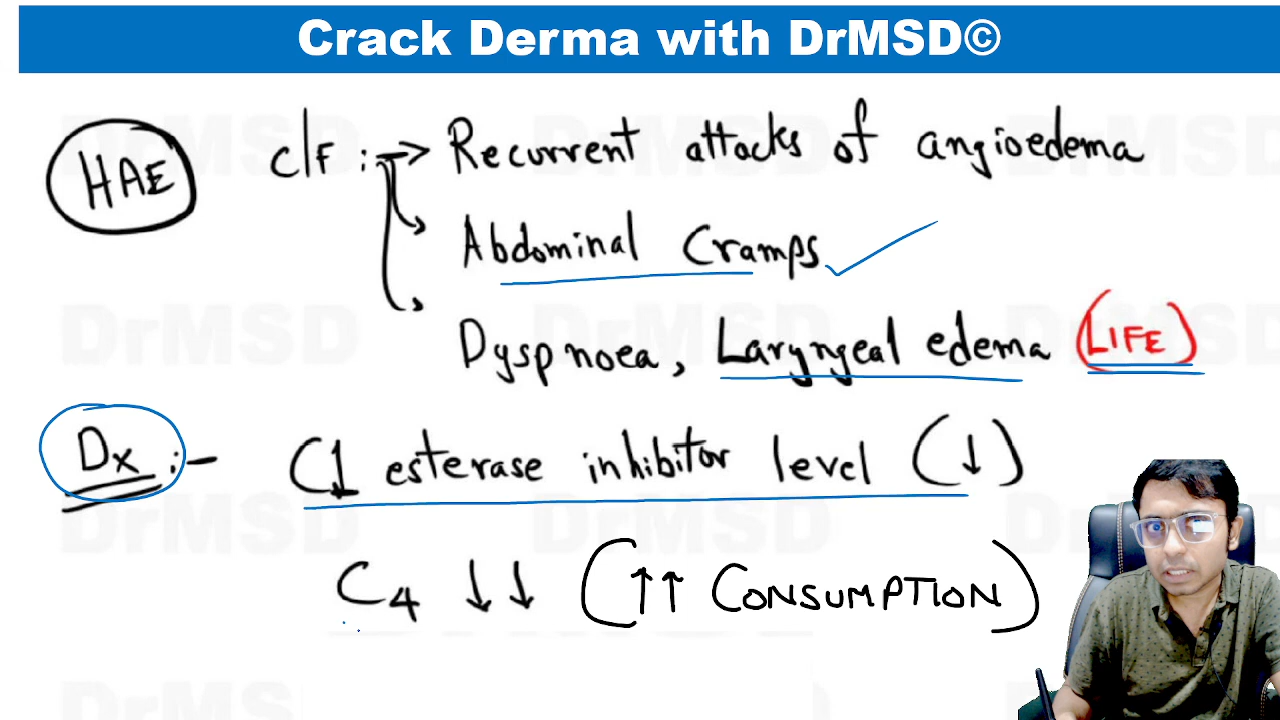 Crack Derma with DrMSD©
HAE c/F :→ Recurrent attacks of angioedema
Abdominal Cramps
Dyspnoea, Laryngeal edema (LIFE)
Dx :- C1 esterase inhibitor level (↓)
C4 ↓↓ (↑↑ CONSUMPTION)